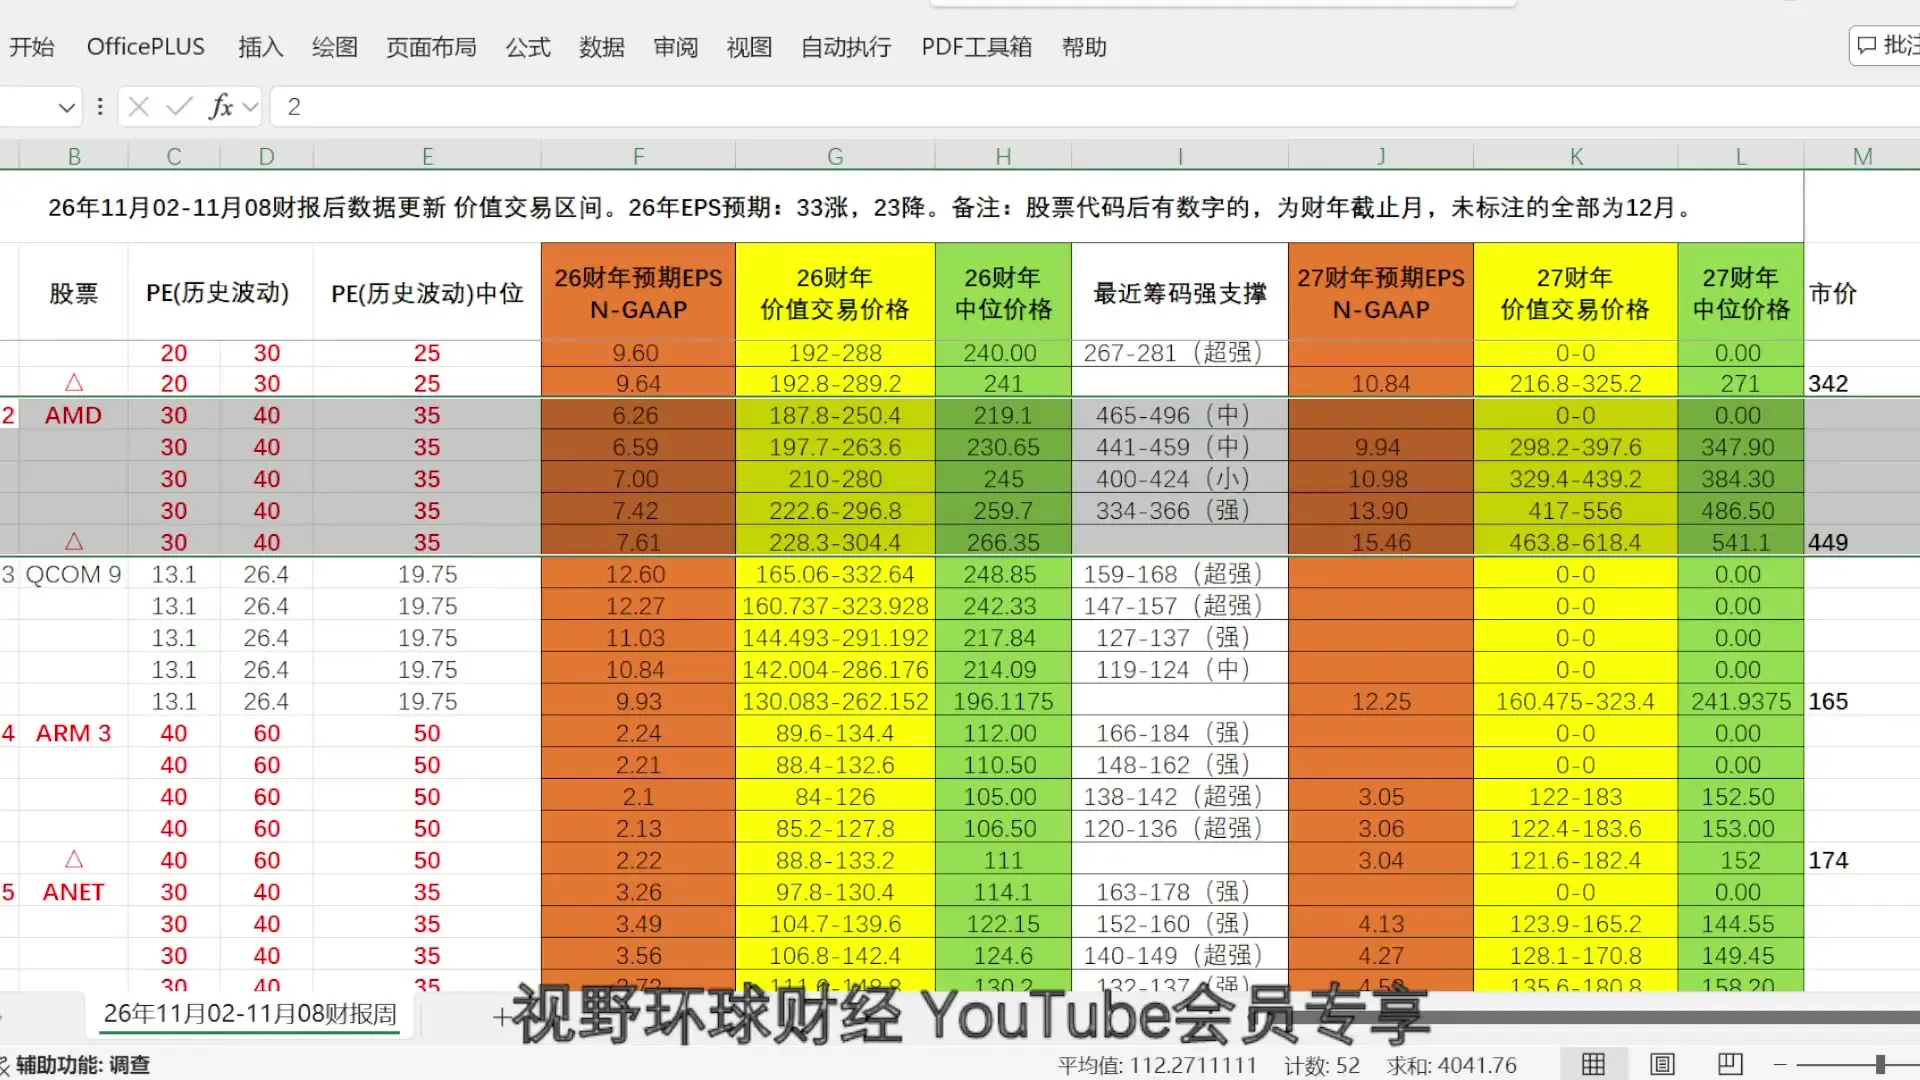 开始 OfficePLUS 插入 绘图 页面布局 公式 数据 审阅 视图 自动执行 PDF工具箱 帮助 批注
fx 2
B C D E F G H I J K L M
26年11月02-11月08财报后数据更新 价值交易区间。26年EPS预期：33涨，23降。备注：股票代码后有数字的，为财年截止月，未标注的全部为12月。
股票 PE(历史波动) PE(历史波动)中位 26财年预期EPS N-GAAP 26财年 价值交易价格 26财年 中位价格 最近筹码强支撑 27财年预期EPS N-GAAP 27财年 价值交易价格 27财年 中位价格 市价
20 30 25 9.60 192-288 240.00 267-281（超强） 0-0 0.00
△ 20 30 25 9.64 192.8-289.2 241 10.84 216.8-325.2 271 342
2 AMD 30 40 35 6.26 187.8-250.4 219.1 465-496（中） 0-0 0.00
30 40 35 6.59 197.7-263.6 230.65 441-459（中） 9.94 298.2-397.6 347.90
30 40 35 7.00 210-280 245 400-424（小） 10.98 329.4-439.2 384.30
30 40 35 7.42 222.6-296.8 259.7 334-366（强） 13.90 417-556 486.50
△ 30 40 35 7.61 228.3-304.4 266.35 15.46 463.8-618.4 541.1 449
3 QCOM 9 13.1 26.4 19.75 12.60 165.06-332.64 248.85 159-168（超强） 0-0 0.00
13.1 26.4 19.75 12.27 160.737-323.928 242.33 147-157（超强） 0-0 0.00
13.1 26.4 19.75 11.03 144.493-291.192 217.84 127-137（强） 0-0 0.00
13.1 26.4 19.75 10.84 142.004-286.176 214.09 119-124（中） 0-0 0.00
13.1 26.4 19.75 9.93 130.083-262.152 196.1175 12.25 160.475-323.4 241.9375 165
4 ARM 3 40 60 50 2.24 89.6-134.4 112.00 166-184（强） 0-0 0.00
40 60 50 2.21 88.4-132.6 110.50 148-162（强） 0-0 0.00
40 60 50 2.1 84-126 105.00 138-142（超强） 3.05 122-183 152.50
40 60 50 2.13 85.2-127.8 106.50 120-136（超强） 3.06 122.4-183.6 153.00
△ 40 60 50 2.22 88.8-133.2 111 3.04 121.6-182.4 152 174
5 ANET 30 40 35 3.26 97.8-130.4 114.1 163-178（强） 0-0 0.00
30 40 35 3.49 104.7-139.6 122.15 152-160（强） 4.13 123.9-165.2 144.55
30 40 35 3.56 106.8-142.4 124.6 140-149（超强） 4.27 128.1-170.8 149.45
30 40 35 130.2 132-137（强） 135.6-180.8 158.20
26年11月02-11月08财报周
视野环球财经 YouTube会员专享
辅助功能: 调查 平均值: 112.2711111 计数: 52 求和: 4041.76